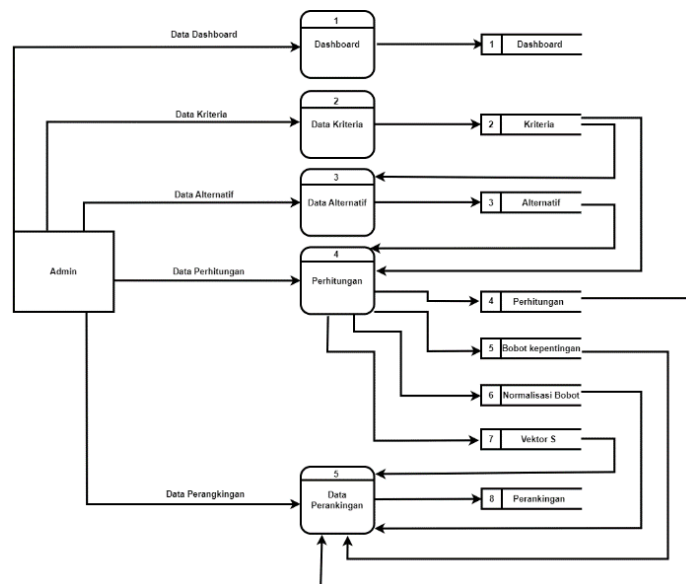 1
Data Dashboard
Dashboard
1 Dashboard
2
Data Kriteria
Data Kriteria
2 Kriteria
3
Data Alternatif
Data Alternatif
3 Alternatif
4
Admin
Data Perhitungan
Perhitungan
4 Perhitungan
5 Bobot kepentingan
6 Normalisasi Bobot
7 Vektor S
5
Data Perangkingan
Data
Perankingan
8 Perankingan